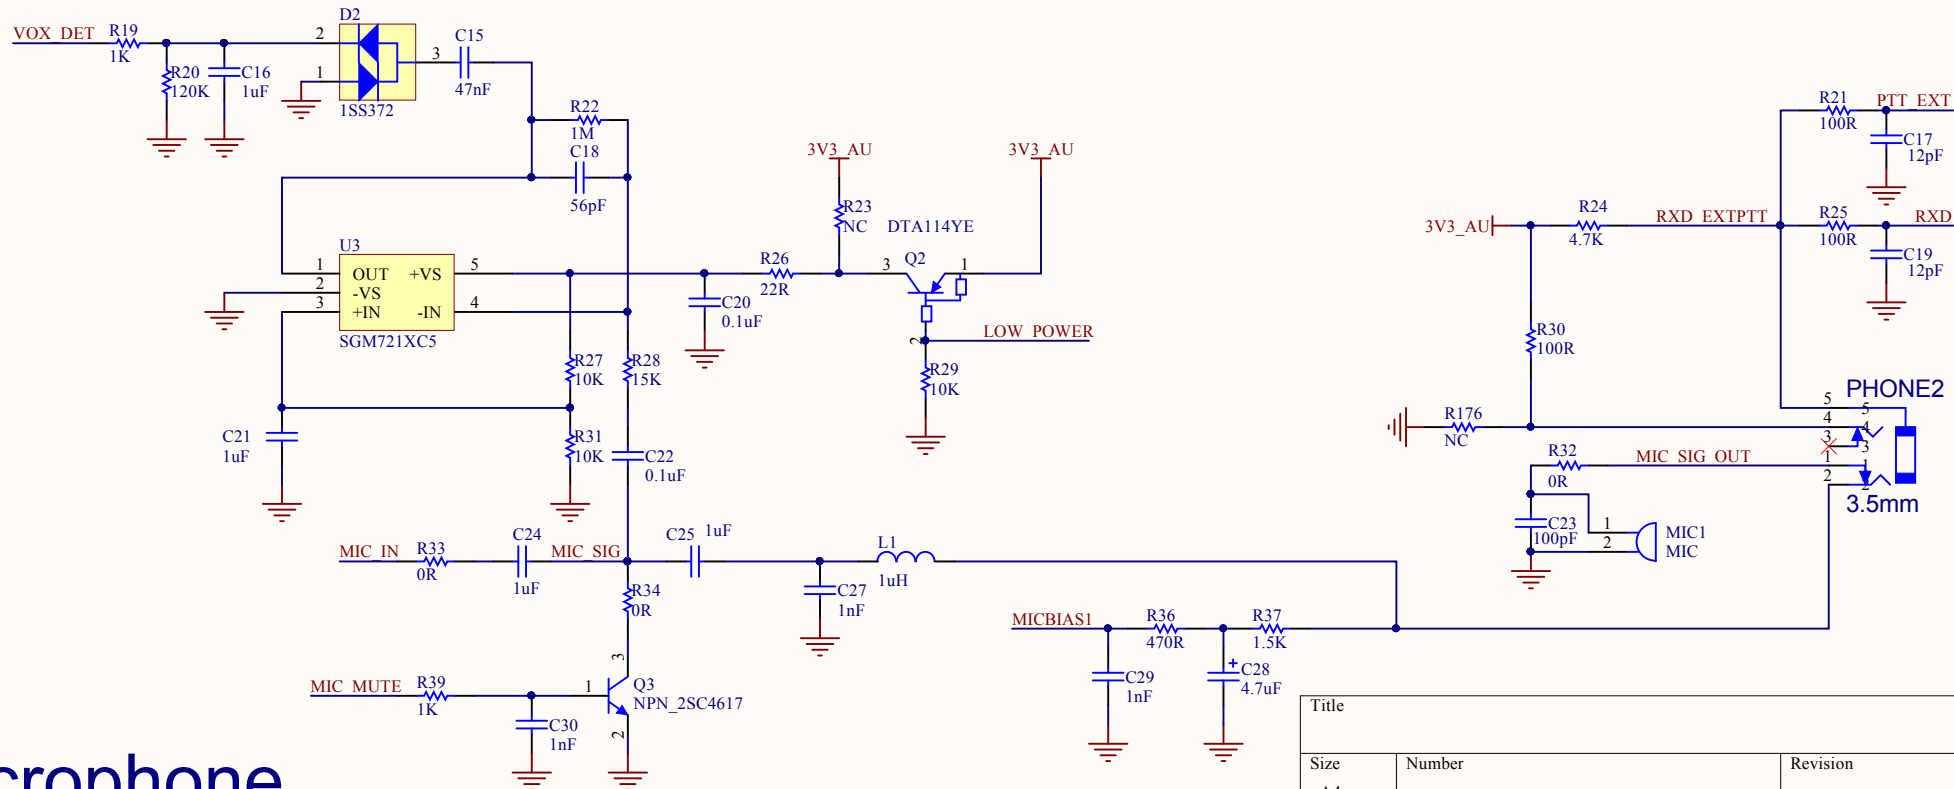 D2
VOX_DET
R19
1K
2
1
3
C15
47nF
R20
120K
C16
1uF
1SS372
R22
1M
C18
56pF
3V3_AU
3V3_AU
R23
NC
DTA114YE
Q2
3
1
2
R26
22R
C20
0.1uF
LOW_POWER
R29
10K
U3
1
2
3
OUT
-VS
+IN
+VS
-IN
5
4
SGM721XC5
R27
10K
R28
15K
C21
1uF
R31
10K
C22
0.1uF
MIC_IN
R33
0R
C24
1uF
MIC_SIG
C25
1uF
L1
1uH
R34
0R
C27
1nF
MIC_MUTE
R39
1K
C30
1nF
1
3
2
Q3
NPN_2SC4617
MICBIAS1
R36
470R
R37
1.5K
C29
1nF
+
C28
4.7uF
R21
100R
PTT_EXT
C17
12pF
3V3_AU
R24
4.7K
RXD_EXTPTT
R25
100R
RXD
C19
12pF
R30
100R
R176
NC
PHONE2
5
4
3
1
2
5
4
3
1
2
3.5mm
R32
0R
MIC_SIG_OUT
C23
100pF
1
2
MIC1
MIC
crophone
Title
Size
Number
Revision